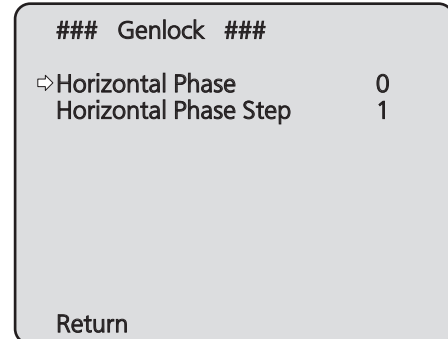 ### Genlock ###
⇨Horizontal Phase 0
Horizontal Phase Step 1
Return